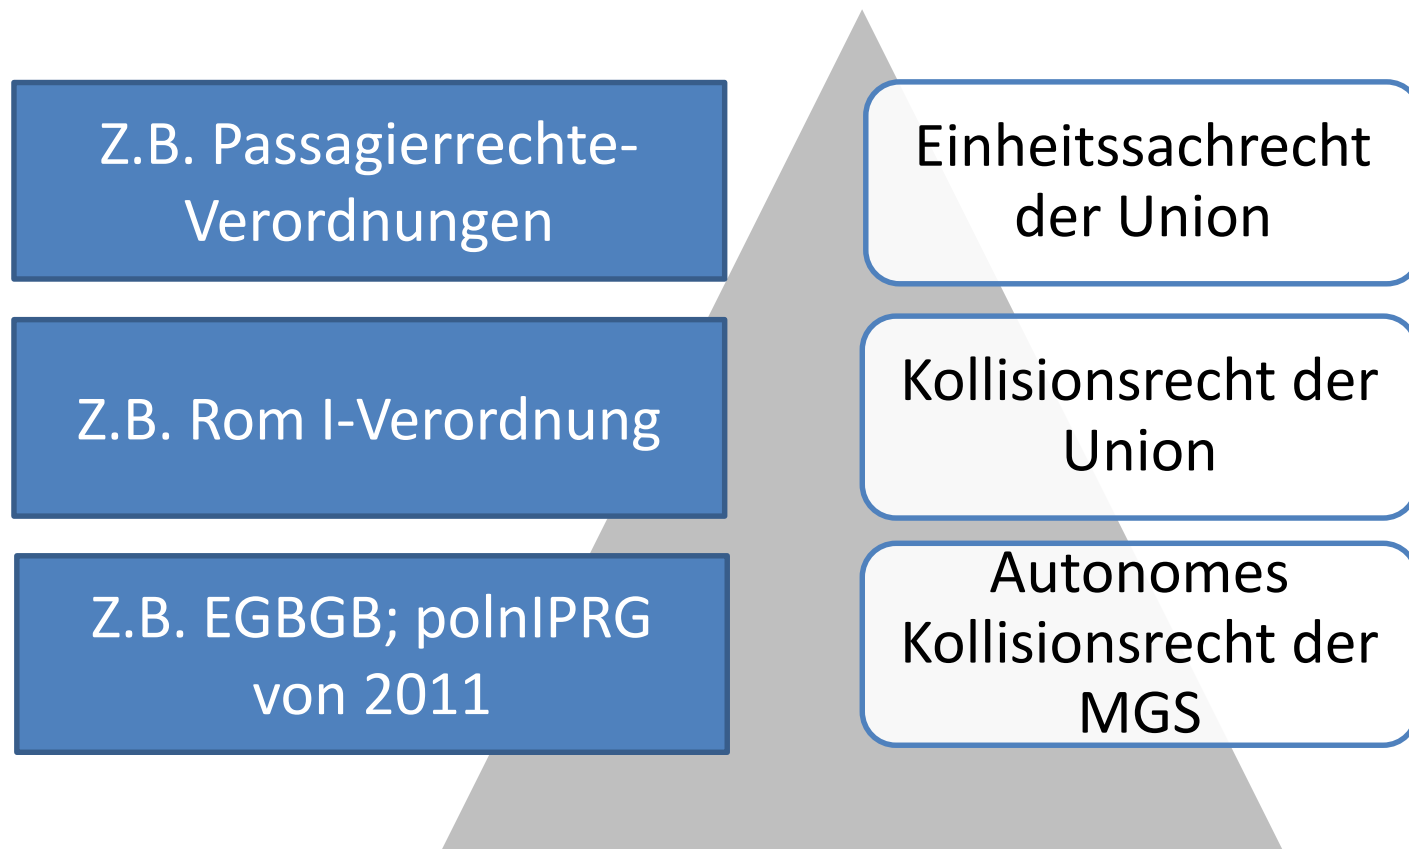 Z.B. Passagierrechte-
Verordnungen
Einheitssachrecht
der Union
Z.B. Rom I-Verordnung
Kollisionsrecht der
Union
Z.B. EGBGB; polnIPRG
von 2011
Autonomes
Kollisionsrecht der
MGS